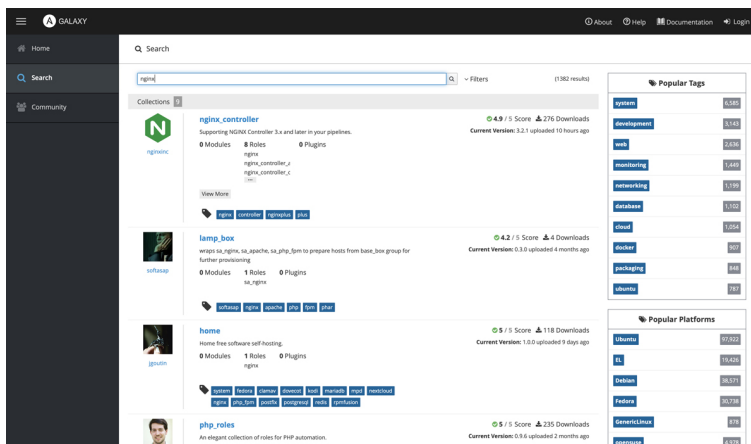 A GALAXY
About Help Documentation Login
Home
Search
Community
Search
nginx
Filters
(1382 results)
Collections 9
nginxinc
nginx_controller
Supporting NGINX Controller 3.x and later in your pipelines.
0 Modules 8 Roles 0 Plugins
nginx
nginx_controller_a
nginx_controller_c
...
View More
nginx controller nginxplus plus
4.9 / 5 Score 276 Downloads
Current Version: 3.2.1 uploaded 10 hours ago
softasap
lamp_box
wraps sa_nginx, sa_apache, sa_php_fpm to prepare hosts from base_box group for
further provisioning
0 Modules 1 Roles 0 Plugins
sa_nginx
softasap nginx apache php fpm phar
4.2 / 5 Score 4 Downloads
Current Version: 0.3.0 uploaded 4 months ago
jgoutin
home
Home free software self-hosting.
0 Modules 1 Roles 0 Plugins
nginx
system fedora clamav dovecot kodi mariadb mpd nextcloud
nginx php_fpm postfix postgresql redis rpmfusion
5 / 5 Score 118 Downloads
Current Version: 1.0.0 uploaded 9 days ago
php_roles
An elegant collection of roles for PHP automation.
5 / 5 Score 235 Downloads
Current Version: 0.9.6 uploaded 2 months ago
Popular Tags
system 6,585
development 3,143
web 2,636
monitoring 1,449
networking 1,199
database 1,102
cloud 1,054
docker 907
packaging 848
ubuntu 787
Popular Platforms
Ubuntu 97,922
EL 19,426
Debian 38,571
Fedora 30,738
GenericLinux 878
opensuse 4,578